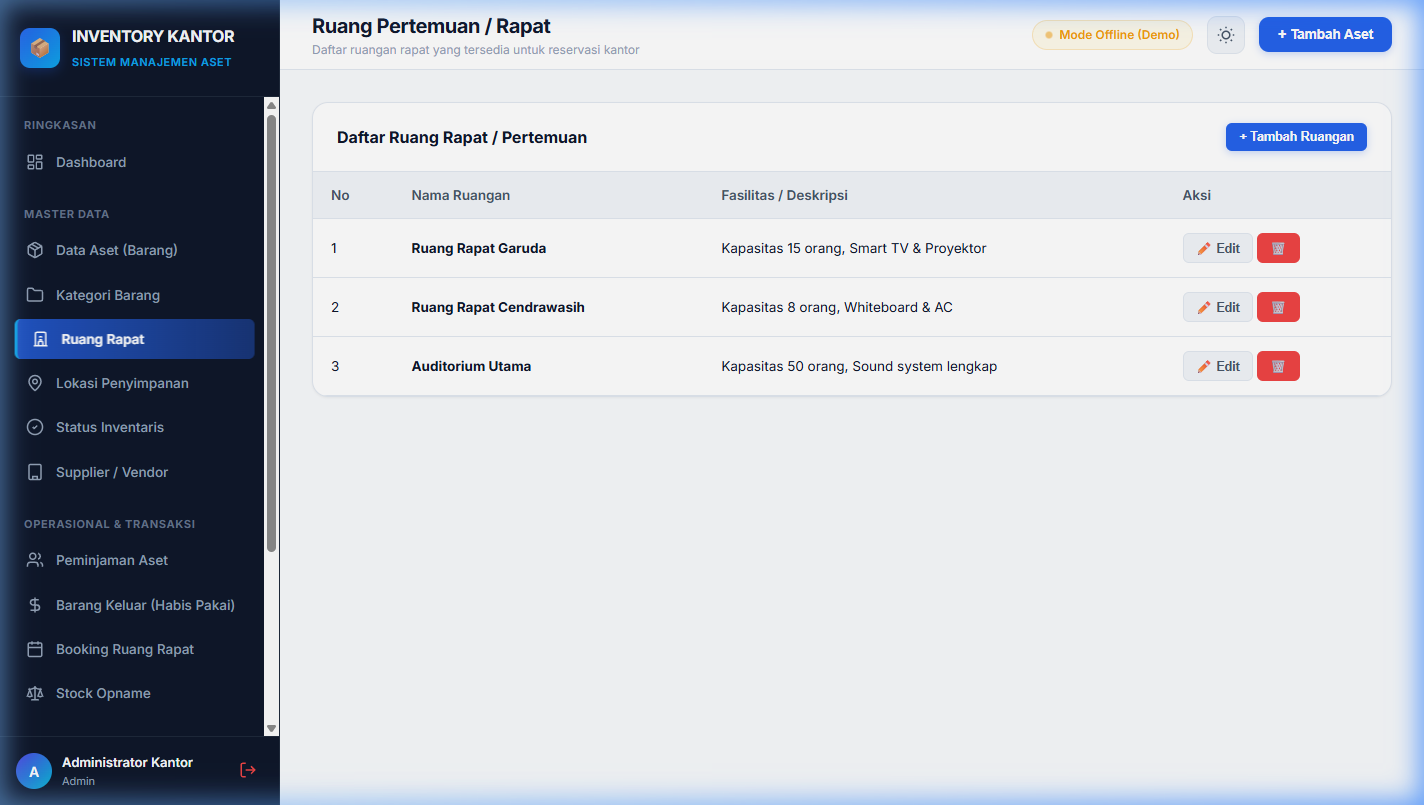 INVENTORY KANTOR
SISTEM MANAJEMEN ASET
RINGKASAN
Dashboard
MASTER DATA
Data Aset (Barang)
Kategori Barang
Ruang Rapat
Lokasi Penyimpanan
Status Inventaris
Supplier / Vendor
OPERASIONAL & TRANSAKSI
Peminjaman Aset
Barang Keluar (Habis Pakai)
Booking Ruang Rapat
Stock Opname
A
Administrator Kantor
Admin
Ruang Pertemuan / Rapat
Daftar ruangan rapat yang tersedia untuk reservasi kantor
Mode Offline (Demo)
+ Tambah Aset
Daftar Ruang Rapat / Pertemuan
+ Tambah Ruangan
No Nama Ruangan Fasilitas / Deskripsi Aksi
1 Ruang Rapat Garuda Kapasitas 15 orang, Smart TV & Proyektor Edit
2 Ruang Rapat Cendrawasih Kapasitas 8 orang, Whiteboard & AC Edit
3 Auditorium Utama Kapasitas 50 orang, Sound system lengkap Edit